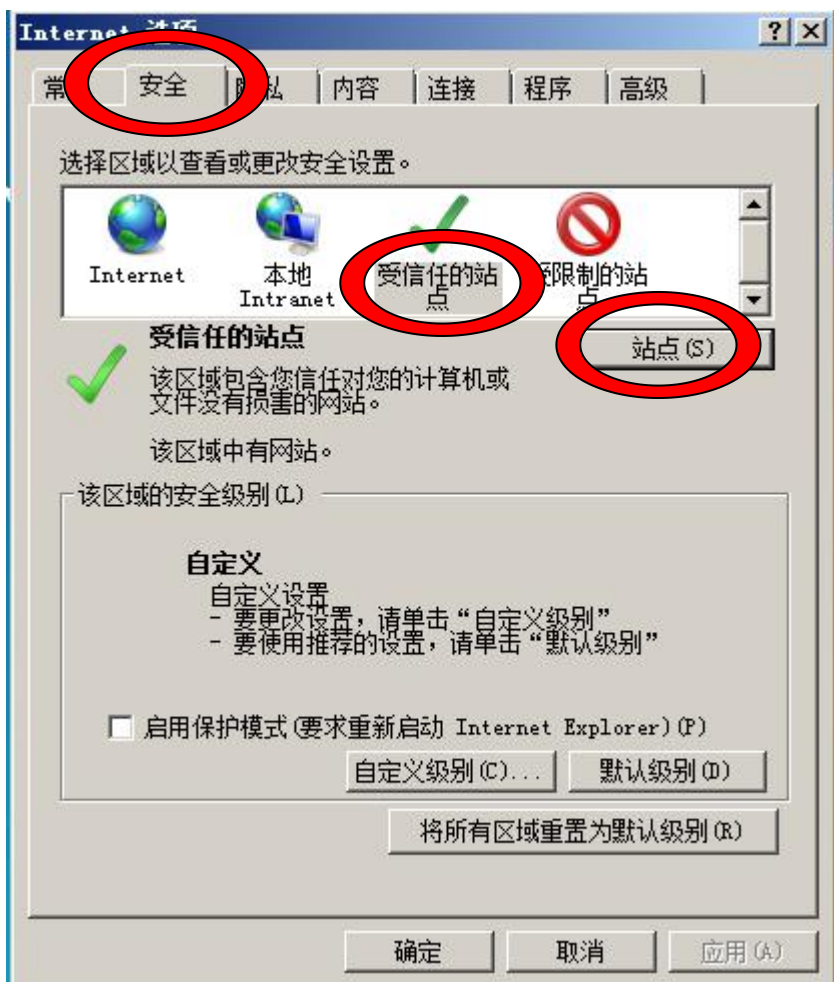 Internet 选项
常
安全
隐私
内容
连接
程序
高级
选择区域以查看或更改安全设置。
Internet
本地
Intranet
受信任的站
点
受限制的站
点
受信任的站点
站点(S)
该区域包含您信任对您的计算机或
文件没有损害的网站。
该区域中有网站。
该区域的安全级别(L)
自定义
自定义设置
- 要更改设置，请单击“自定义级别”
- 要使用推荐的设置，请单击“默认级别”
启用保护模式(要求重新启动 Internet Explorer)(P)
自定义级别(C)...
默认级别(D)
将所有区域重置为默认级别(R)
确定
取消
应用(A)